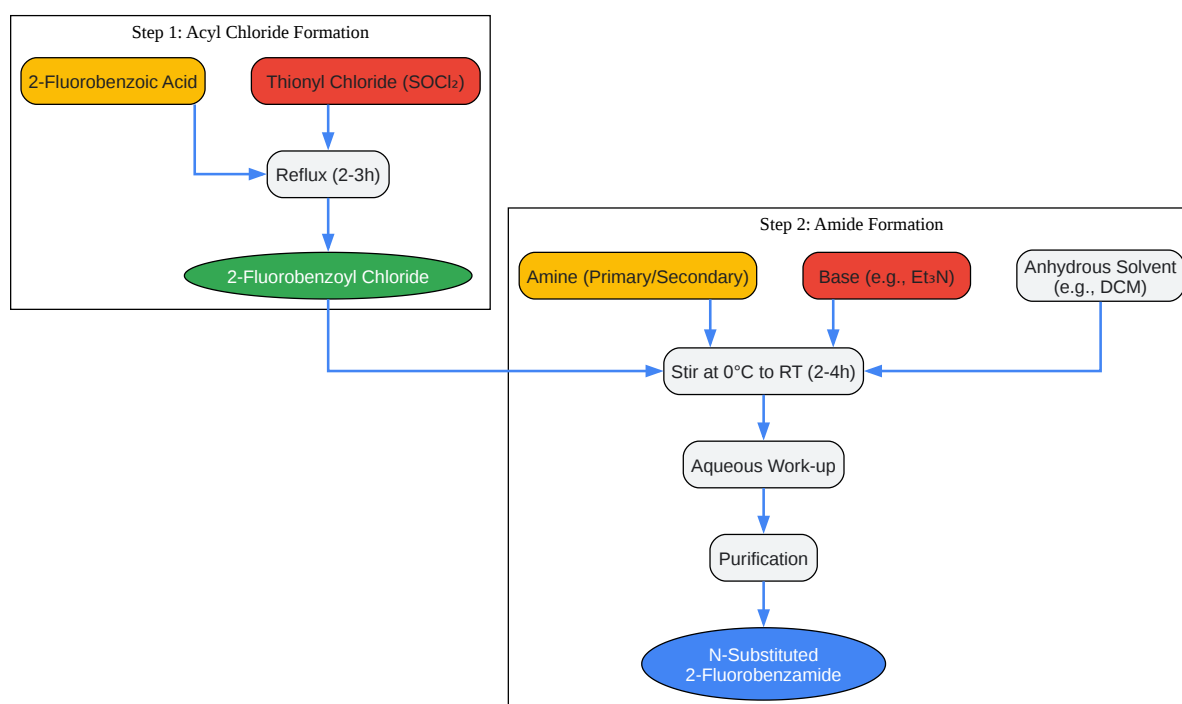 Step 1: Acyl Chloride Formation
2-Fluorobenzoic Acid
Thionyl Chloride (SOCl₂)
Reflux (2-3h)
2-Fluorobenzoyl Chloride
Step 2: Amide Formation
Amine (Primary/Secondary)
Base (e.g., Et₃N)
Anhydrous Solvent
(e.g., DCM)
Stir at 0°C to RT (2-4h)
Aqueous Work-up
Purification
N-Substituted
2-Fluorobenzamide